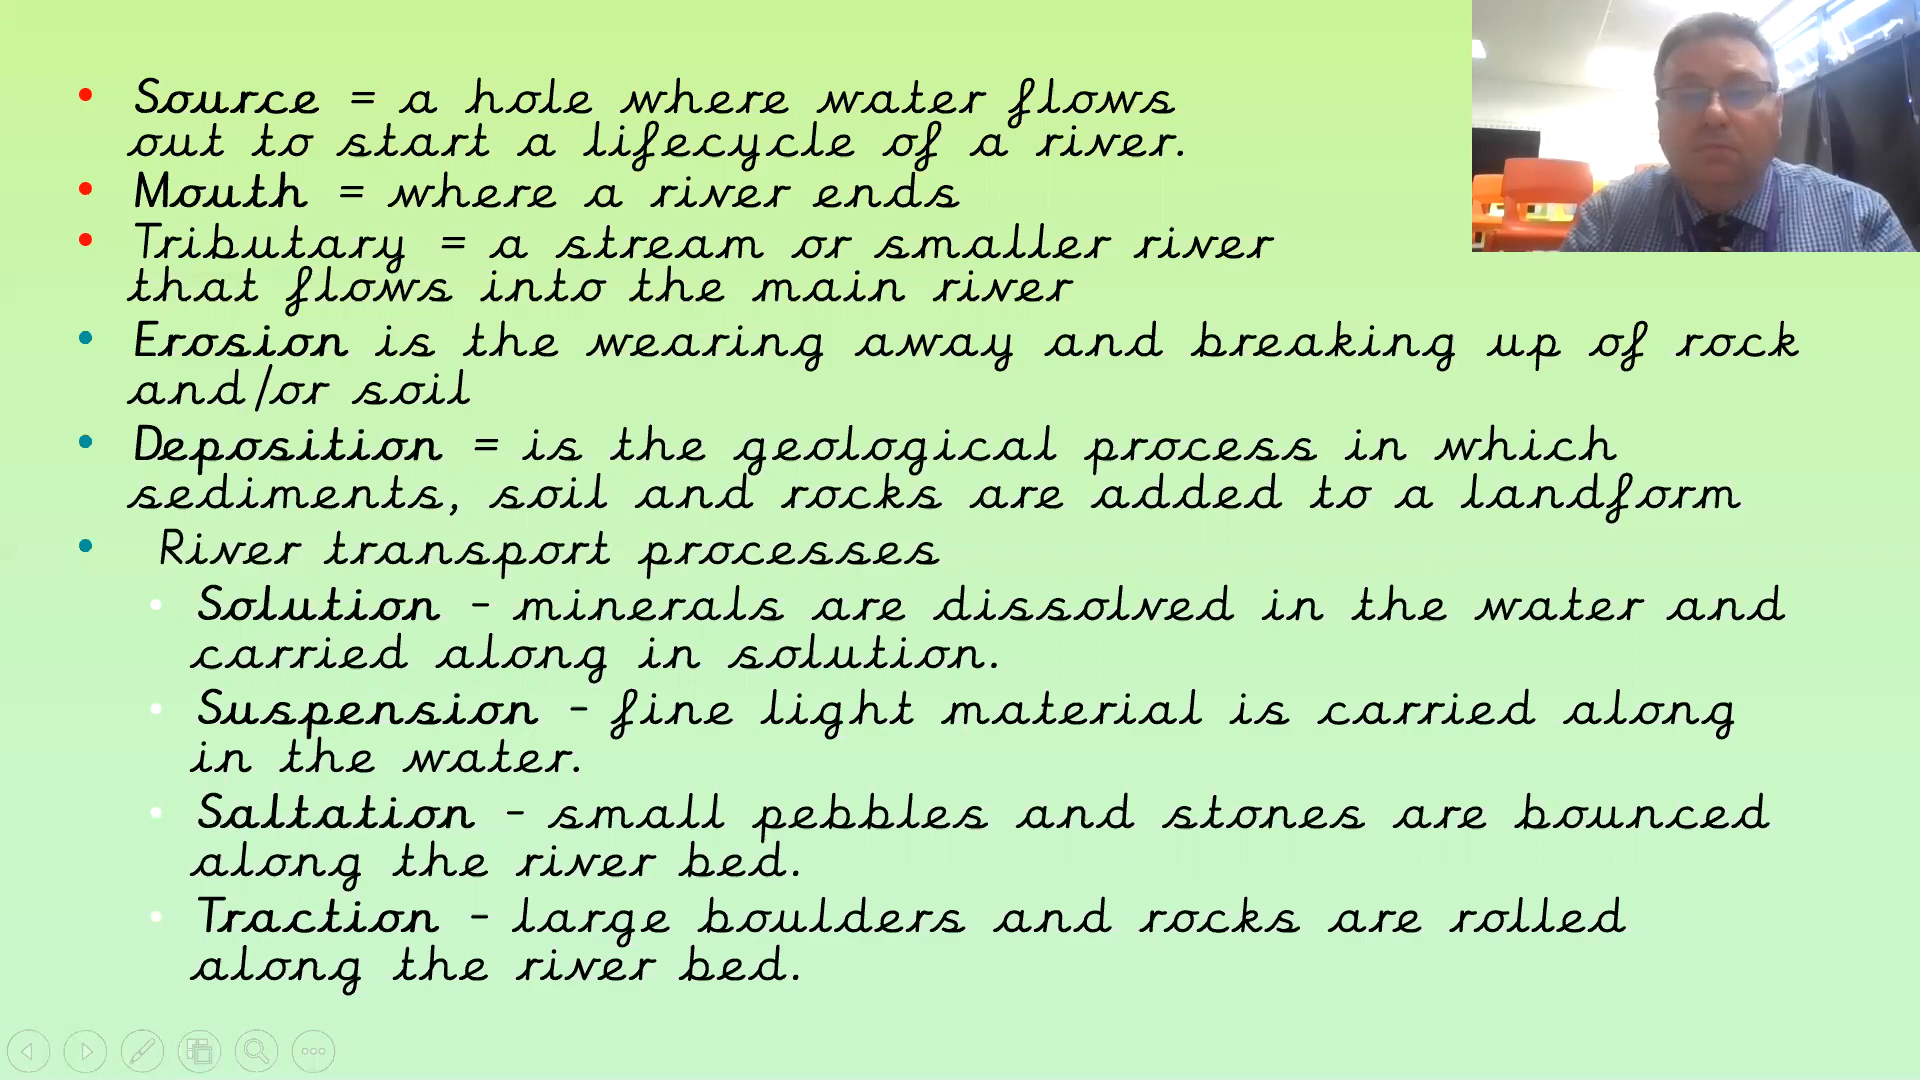 Source = a hole where water flows
out to start a lifecycle of a river.
Mouth = where a river ends
Tributary = a stream or smaller river
that flows into the main river
Erosion is the wearing away and breaking up of rock
and/or soil
Deposition = is the geological process in which
sediments, soil and rocks are added to a landform
River transport processes
Solution - minerals are dissolved in the water and
carried along in solution.
Suspension - fine light material is carried along
in the water.
Saltation - small pebbles and stones are bounced
along the river bed.
Traction - large boulders and rocks are rolled
along the river bed.